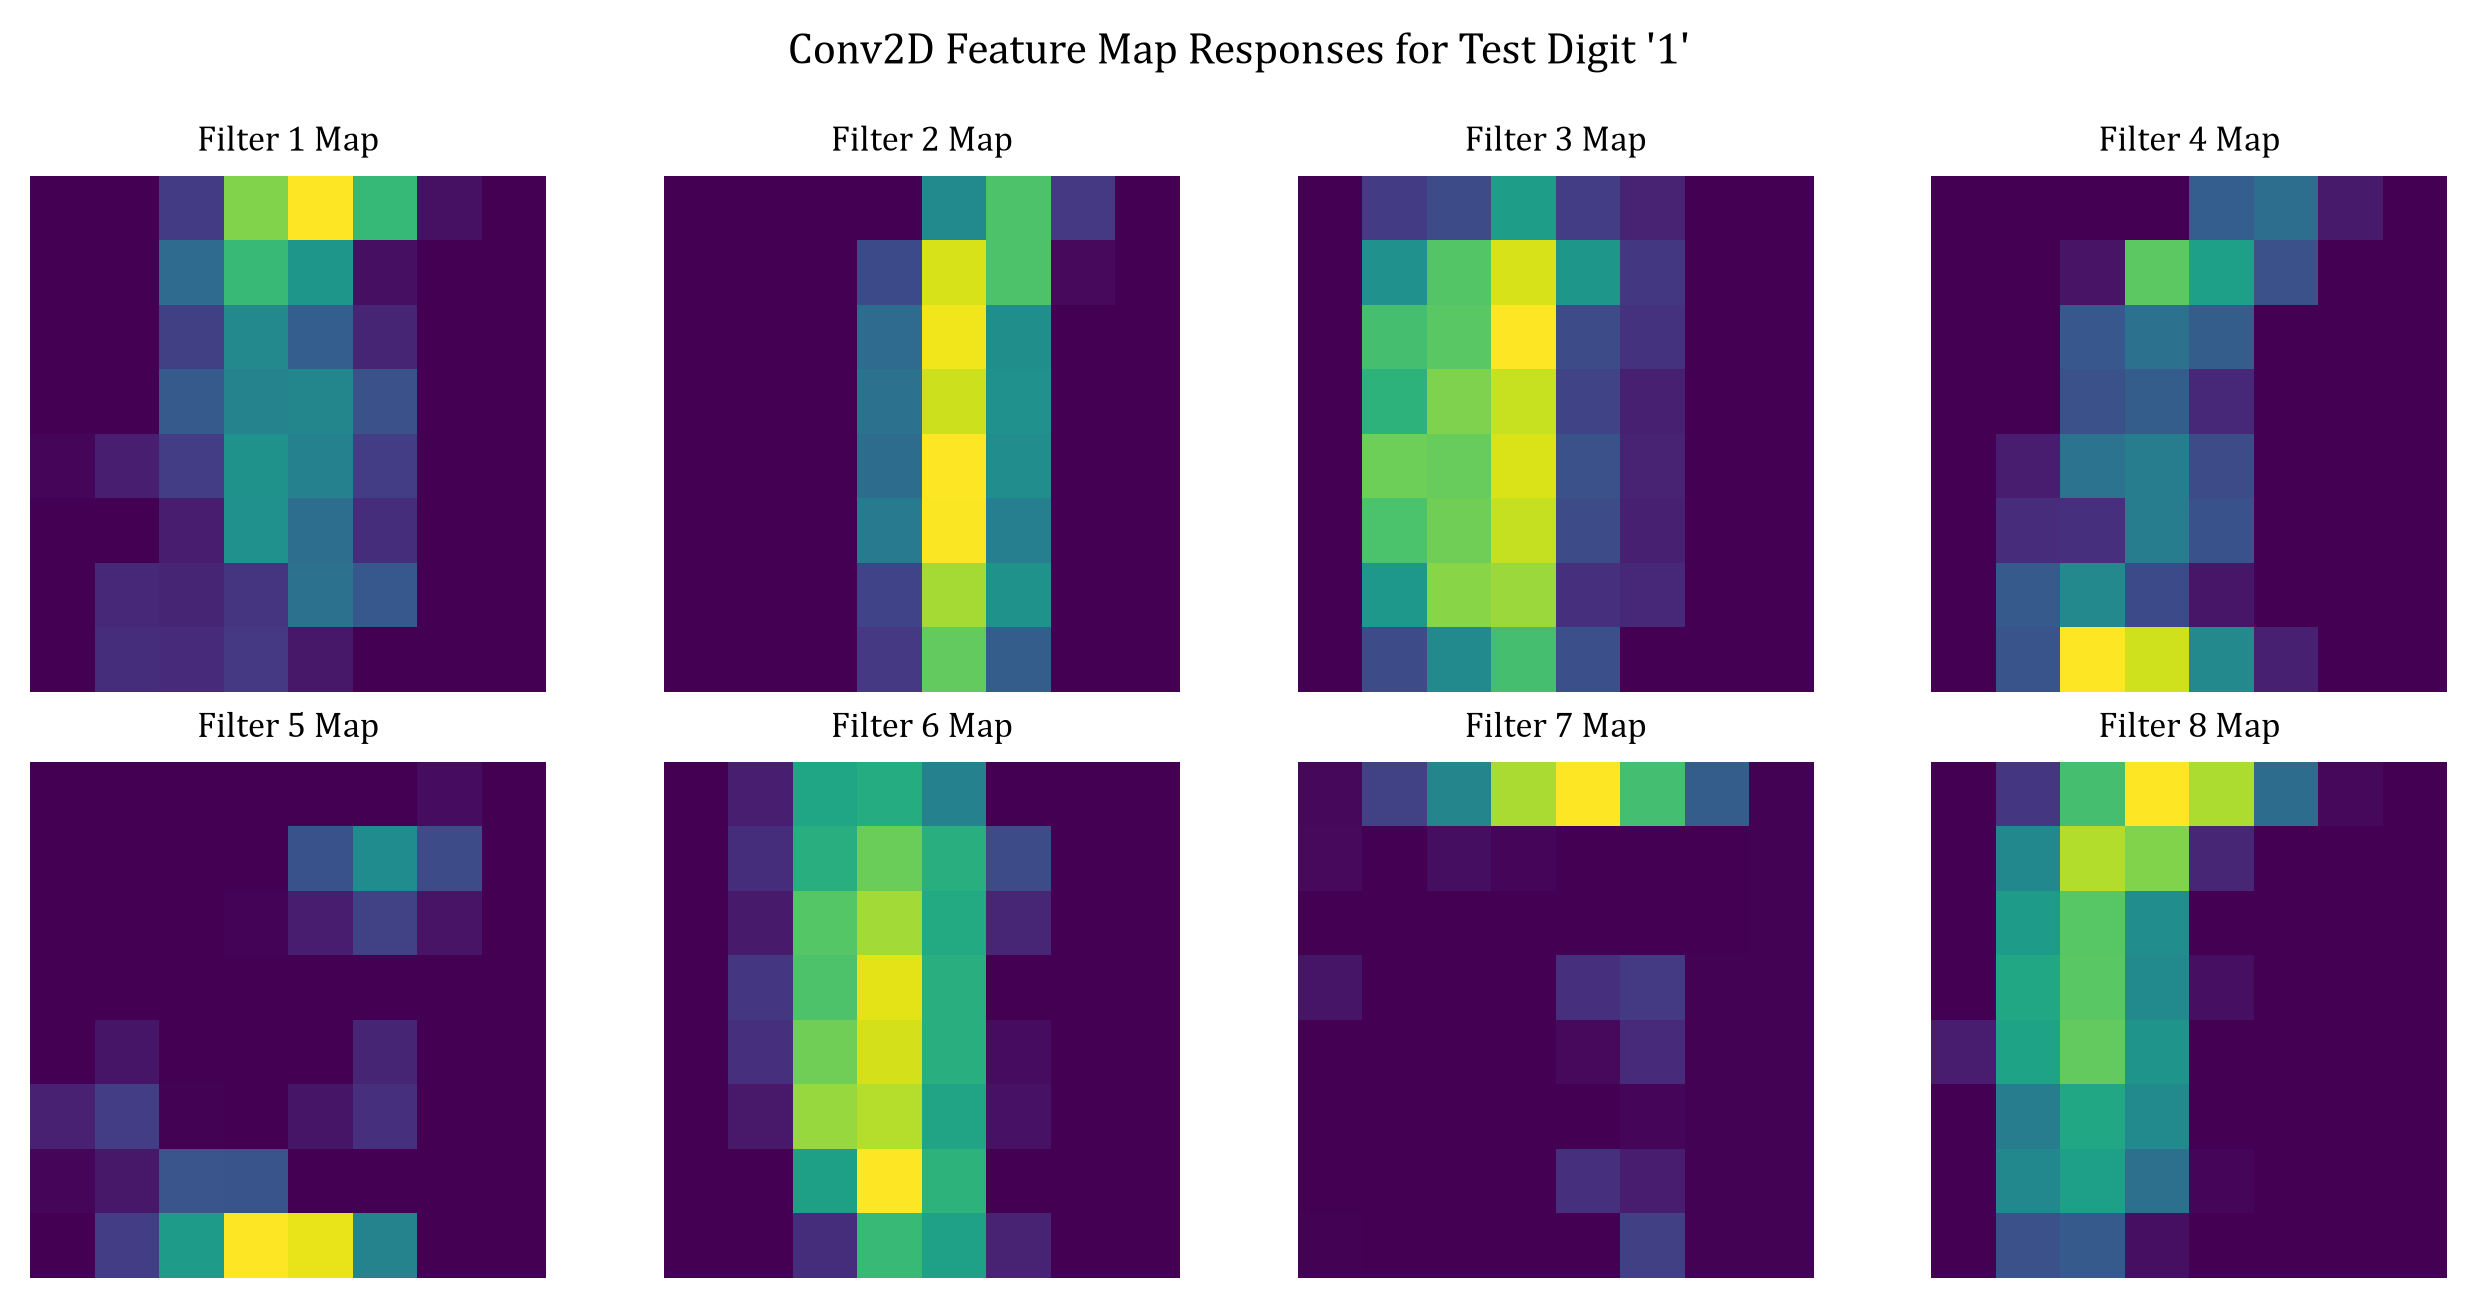 Conv2D Feature Map Responses for Test Digit '1'
Filter 1 Map
Filter 2 Map
Filter 3 Map
Filter 4 Map
Filter 5 Map
Filter 6 Map
Filter 7 Map
Filter 8 Map